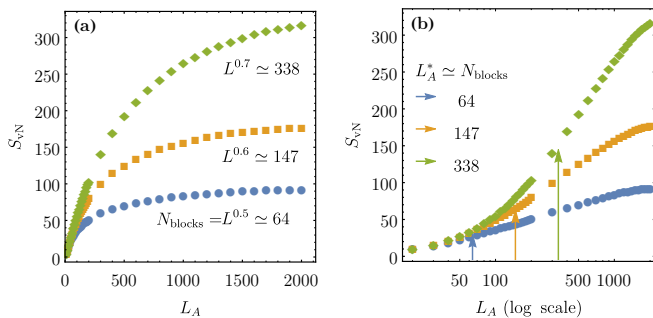 (a)
S_vN
300
250
200
150
100
50
0
L^0.7 ≃ 338
L^0.6 ≃ 147
N_blocks = L^0.5 ≃ 64
0 500 1000 1500 2000
L_A
(b)
S_vN
300
250
200
150
100
50
0
L_A^* ≃ N_blocks
64
147
338
50 100 500 1000
L_A (log scale)